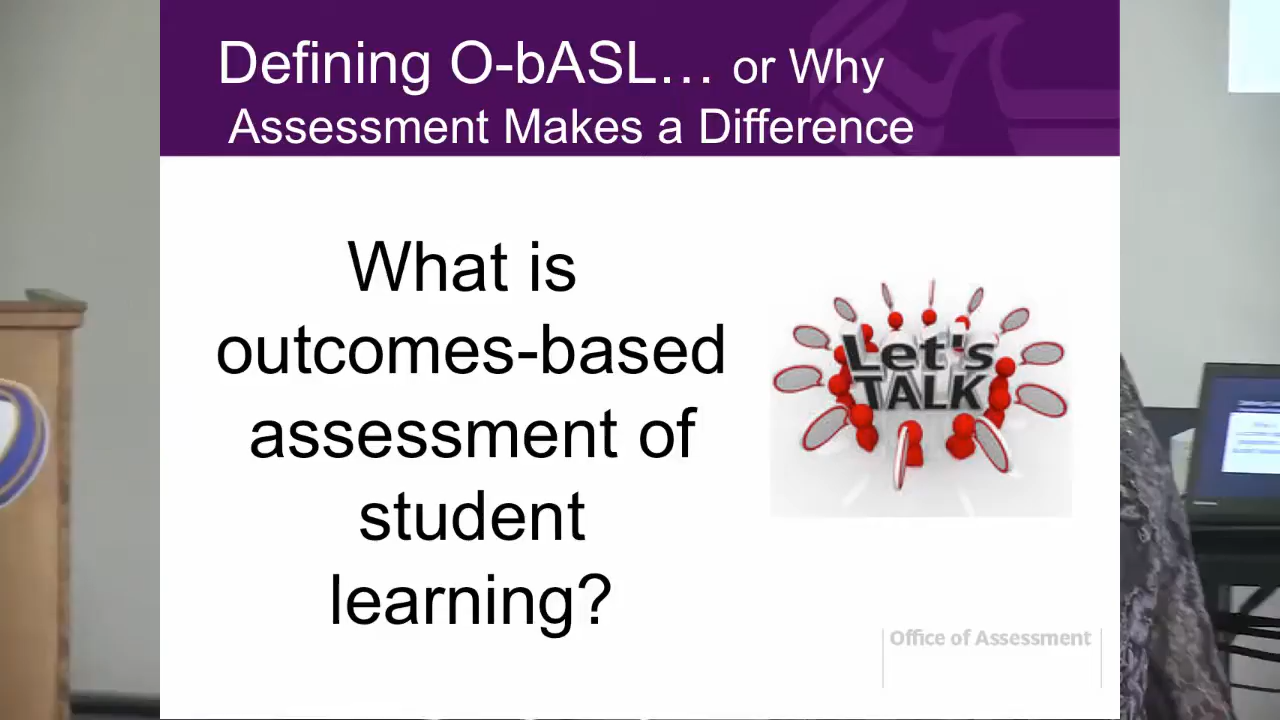 Defining O-bASL… or Why
Assessment Makes a Difference
What is
outcomes-based
assessment of
student
learning?
Let's
TALK
Office of Assessment